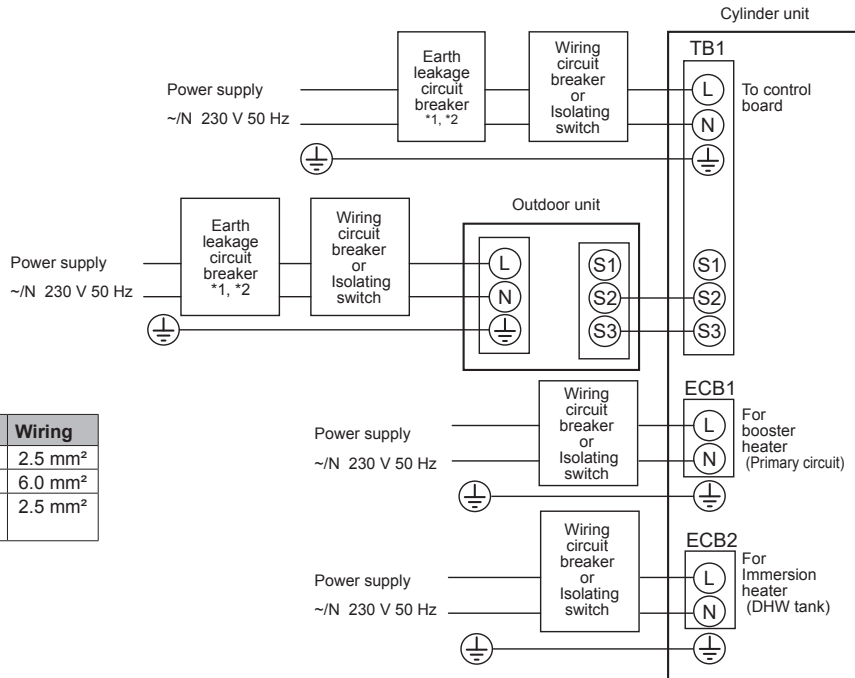 Cylinder unit
TB1
Power supply
~/N 230 V 50 Hz
Earth
leakage
circuit
breaker
*1, *2
Wiring
circuit
breaker
or
Isolating
switch
L
N
To control
board
Outdoor unit
Power supply
~/N 230 V 50 Hz
Earth
leakage
circuit
breaker
*1, *2
Wiring
circuit
breaker
or
Isolating
switch
L
N
S1
S2
S3
S1
S2
S3
Wiring
2.5 mm²
6.0 mm²
2.5 mm²
ECB1
Power supply
~/N 230 V 50 Hz
Wiring
circuit
breaker
or
Isolating
switch
L
N
For
booster
heater
(Primary circuit)
ECB2
Power supply
~/N 230 V 50 Hz
Wiring
circuit
breaker
or
Isolating
switch
L
N
For
Immersion
heater
(DHW tank)